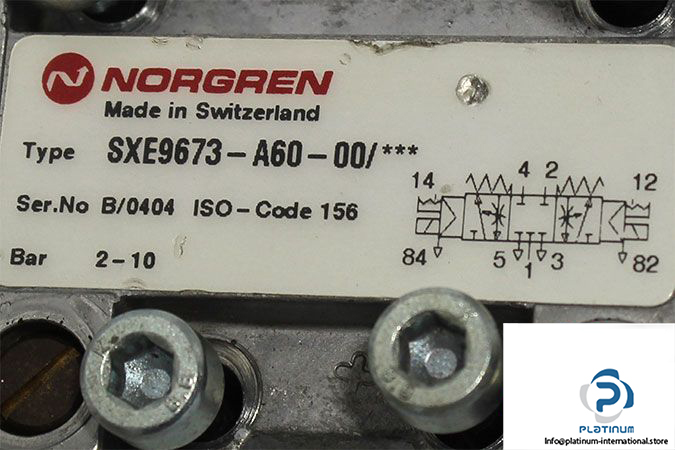 NORGREN
Made in Switzerland
Type SXE9673-A60-00/***
Ser.No B/0404 ISO-Code 156
Bar 2-10
4 2
14 12
84 5 1 3 82
PLATINUM
Info@platinum-international.store